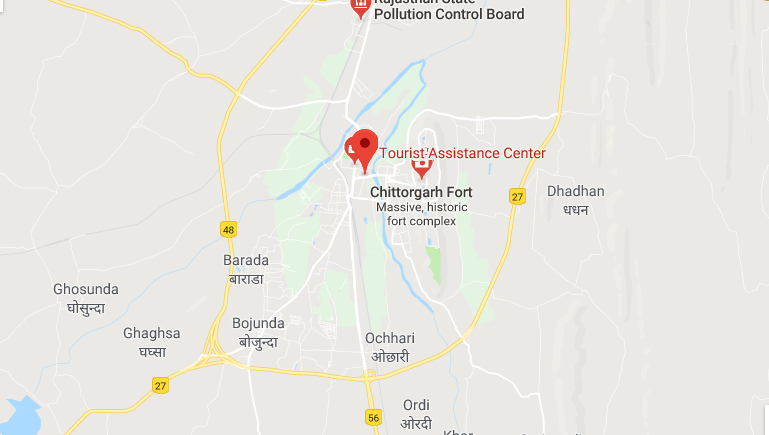 Rajasthan State
Pollution Control Board
Tourist Assistance Center
Chittorgarh Fort
Massive, historic
fort complex
27
Dhadhan
धधन
48
Barada
बाराडा
Ghosunda
घोसुन्दा
Bojunda
बोजुन्दा
Ghaghsa
घघ्सा
Ochhari
ओछारी
27
56
Ordi
ओरदी